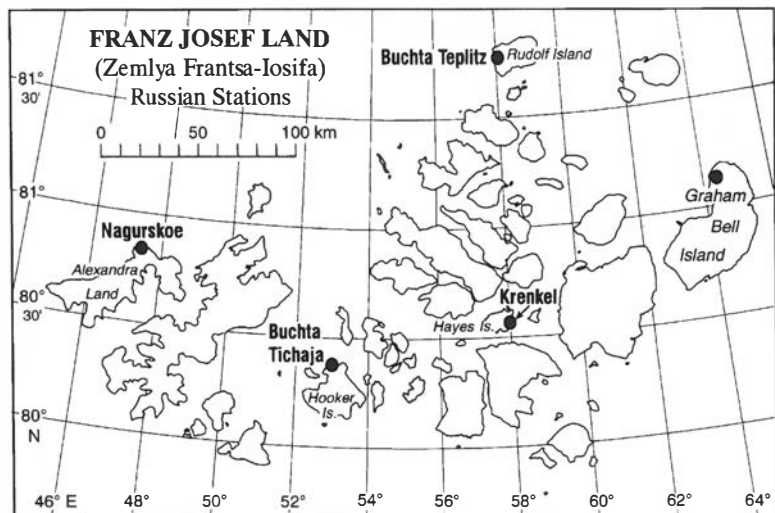 FRANZ JOSEF LAND
(Zemlya Frantsa-Iosifa)
Russian Stations
0 50 100 km
Buchta Teplitz
Rudolf Island
81°
30'
81°
Graham
Bell
Island
Nagurskoe
Alexandra
Land
80°
30'
Krenkel
Hayes Is.
Buchta
Tichaja
Hooker
Is.
80°
N
46° E 48° 50° 52° 54° 56° 58° 60° 62° 64°